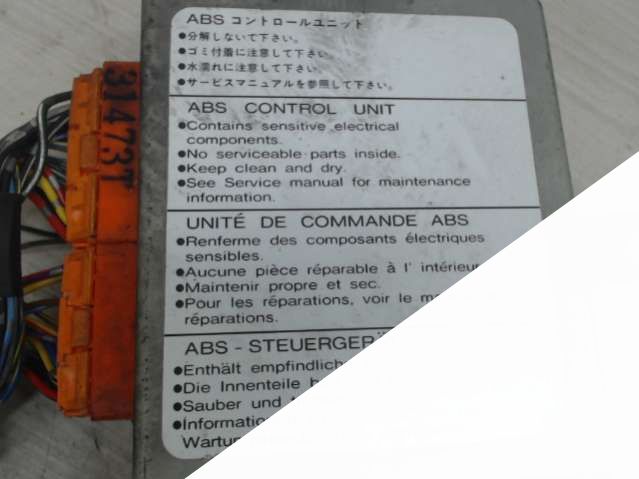 ABS コントロールユニット
●分解しないで下さい。
●ゴミ付着に注意して下さい。
●水濡れに注意して下さい。
●サービスマニュアルを参照して下さい。
ABS CONTROL UNIT
●Contains sensitive electrical
components.
●No serviceable parts inside.
●Keep clean and dry.
●See Service manual for maintenance
information.
UNITÉ DE COMMANDE ABS
●Renferme des composants électriques
sensibles.
●Aucune pièce réparable à l' intérieu
●Maintenir propre et sec.
●Pour les réparations, voir le m
réparations.
ABS - STEUERGER
●Enthält empfindlich
●Die Innenteile
●Sauber und
●Informatio
Wartu
314731